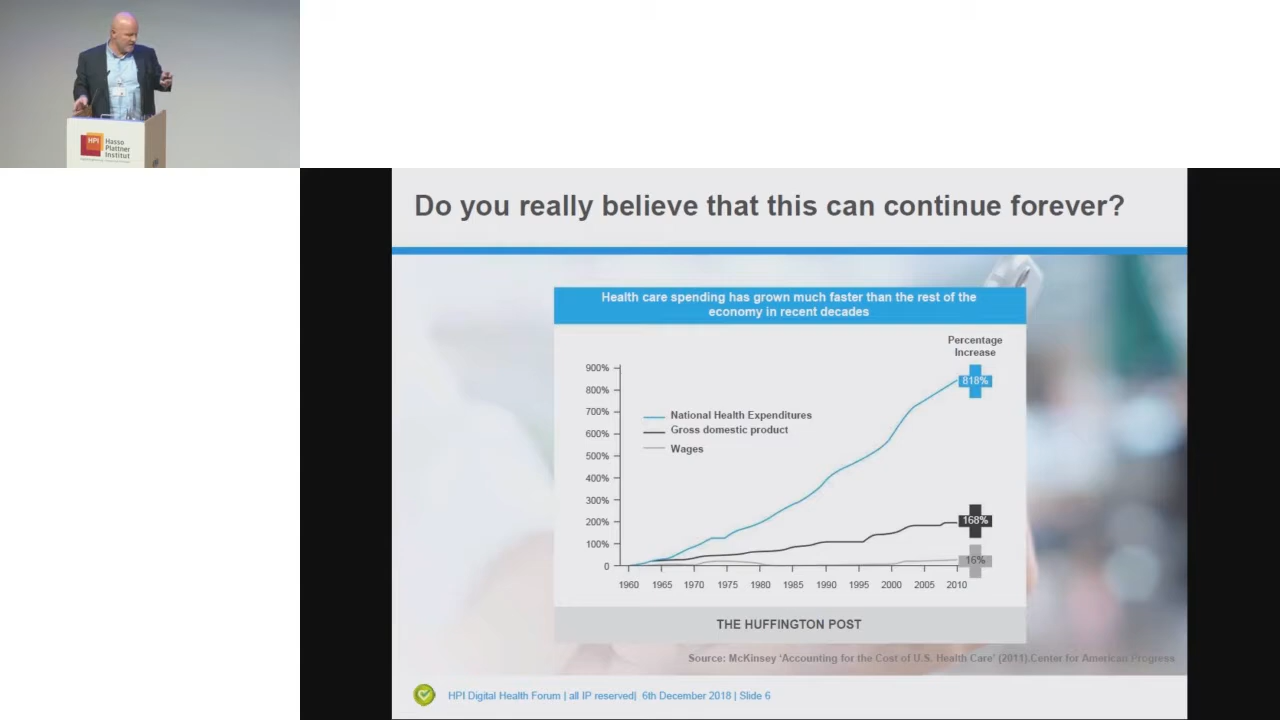 HPI
Hasso
Plattner
Institut
Do you really believe that this can continue forever?
Health care spending has grown much faster than the rest of the
economy in recent decades
Percentage
Increase
900%
800%
700%
600%
500%
400%
300%
200%
100%
0
818%
National Health Expenditures
Gross domestic product
Wages
168%
16%
1960 1965 1970 1975 1980 1985 1990 1995 2000 2005 2010
THE HUFFINGTON POST
Source: McKinsey ‘Accounting for the Cost of U.S. Health Care’ (2011).Center for American Progress
HPI Digital Health Forum | all IP reserved| 6th December 2018 | Slide 6